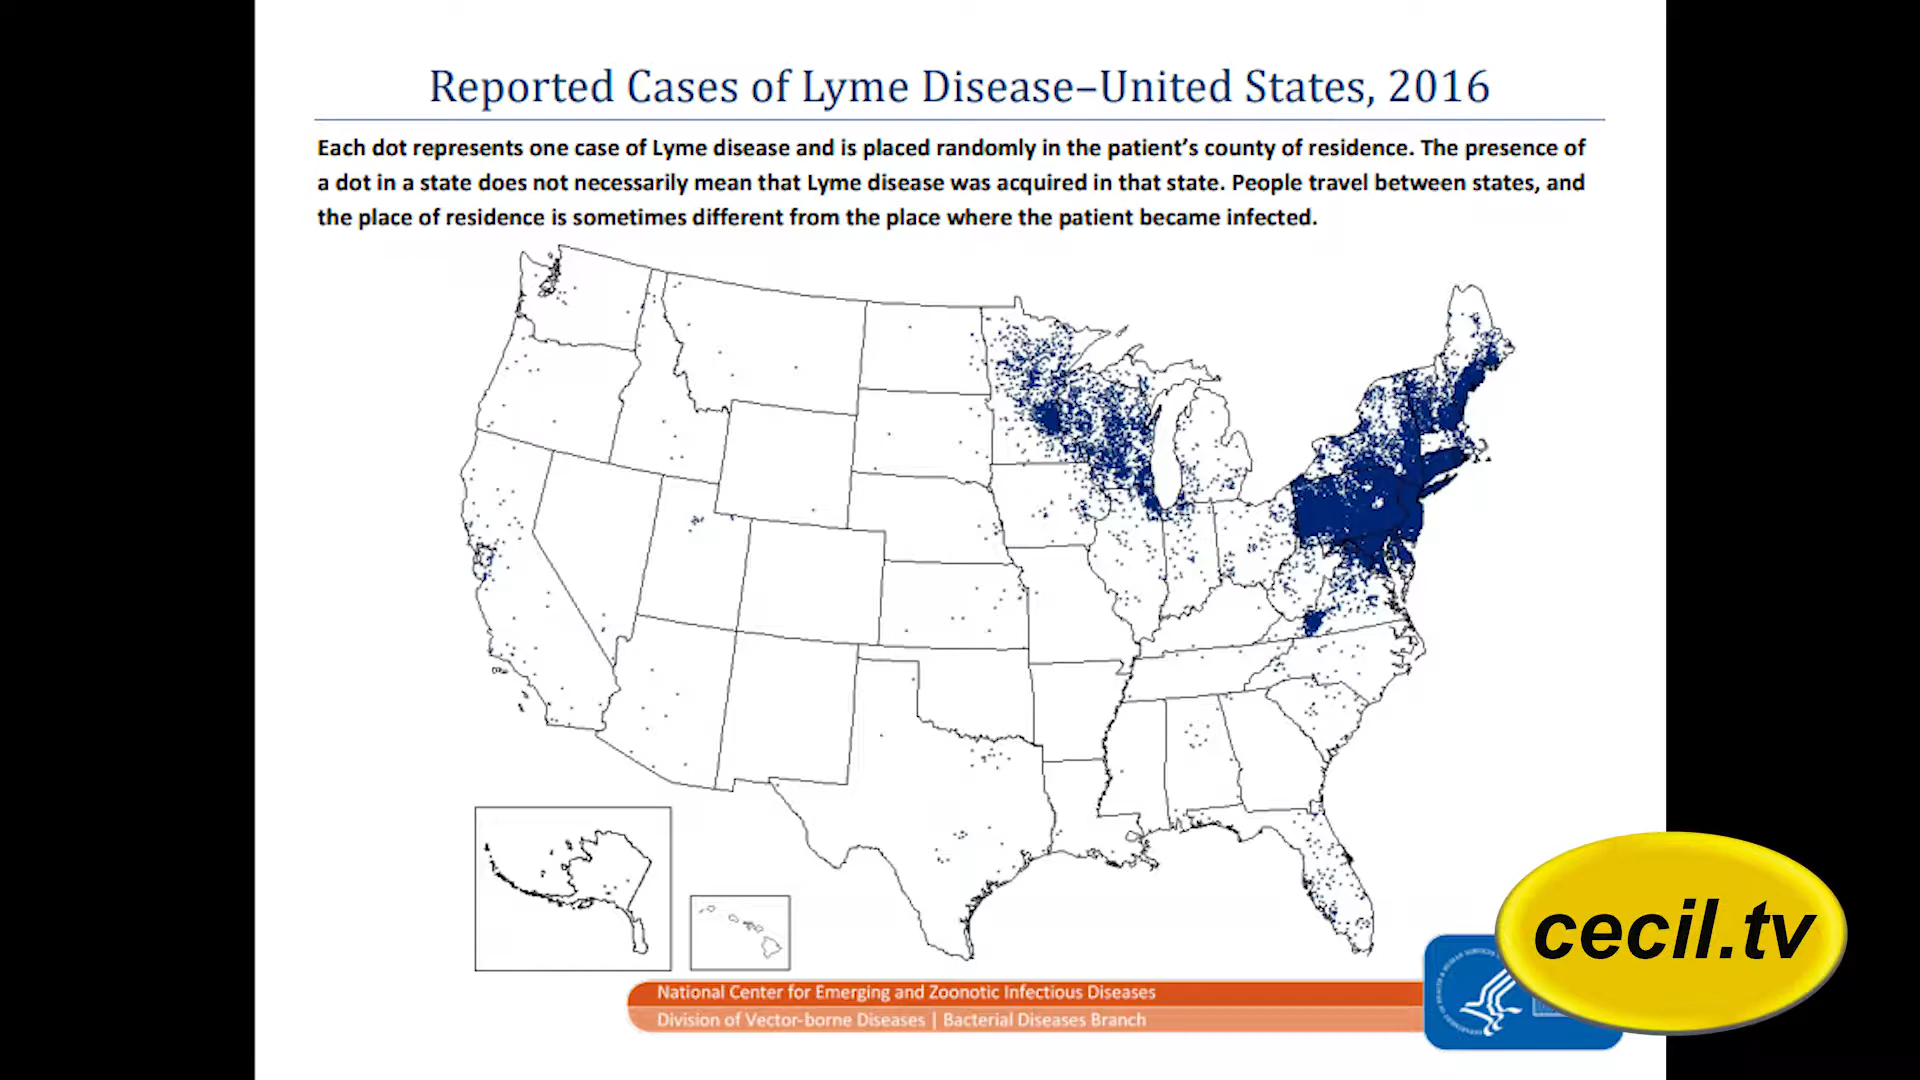 Reported Cases of Lyme Disease–United States, 2016
Each dot represents one case of Lyme disease and is placed randomly in the patient’s county of residence. The presence of
a dot in a state does not necessarily mean that Lyme disease was acquired in that state. People travel between states, and
the place of residence is sometimes different from the place where the patient became infected.
National Center for Emerging and Zoonotic Infectious Diseases
Division of Vector-borne Diseases | Bacterial Diseases Branch
cecil.tv